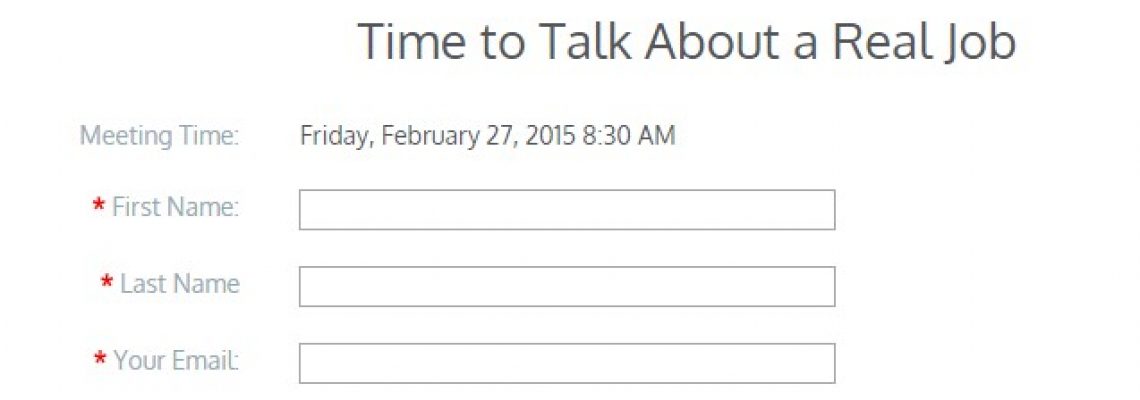 Time to Talk About a Real Job
Meeting Time: Friday, February 27, 2015 8:30 AM
* First Name:
* Last Name
* Your Email: